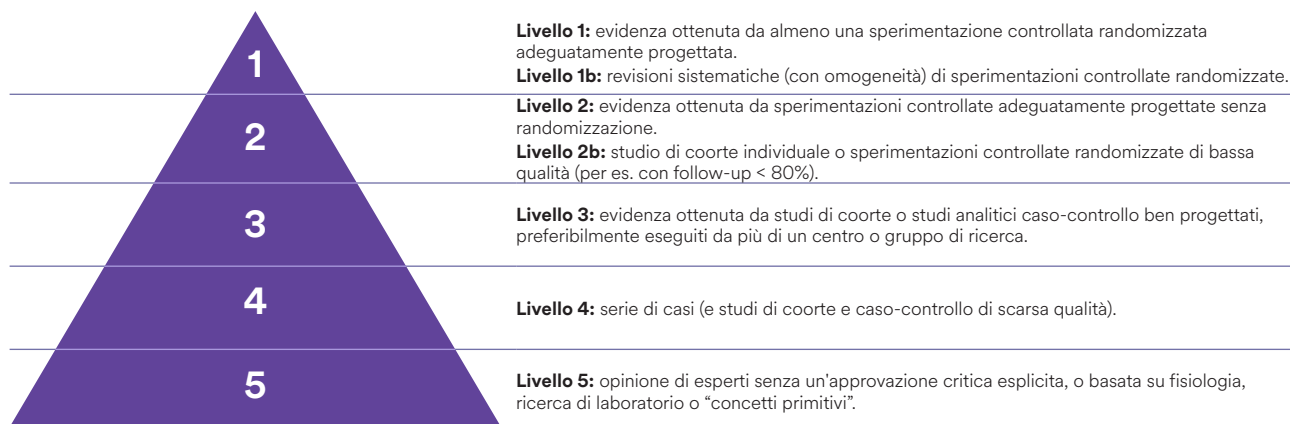 1
Livello 1: evidenza ottenuta da almeno una sperimentazione controllata randomizzata
adeguatamente progettata.
Livello 1b: revisioni sistematiche (con omogeneità) di sperimentazioni controllate randomizzate.
2
Livello 2: evidenza ottenuta da sperimentazioni controllate adeguatamente progettate senza
randomizzazione.
Livello 2b: studio di coorte individuale o sperimentazioni controllate randomizzate di bassa
qualità (per es. con follow-up < 80%).
3
Livello 3: evidenza ottenuta da studi di coorte o studi analitici caso-controllo ben progettati,
preferibilmente eseguiti da più di un centro o gruppo di ricerca.
4
Livello 4: serie di casi (e studi di coorte e caso-controllo di scarsa qualità).
5
Livello 5: opinione di esperti senza un'approvazione critica esplicita, o basata su fisiologia,
ricerca di laboratorio o “concetti primitivi”.